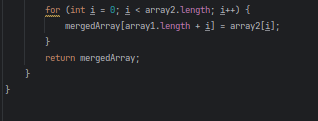 for (int i = 0; i < array2.length; i++) {
mergedArray[array1.length + i] = array2[i];
}
return mergedArray;
}
}